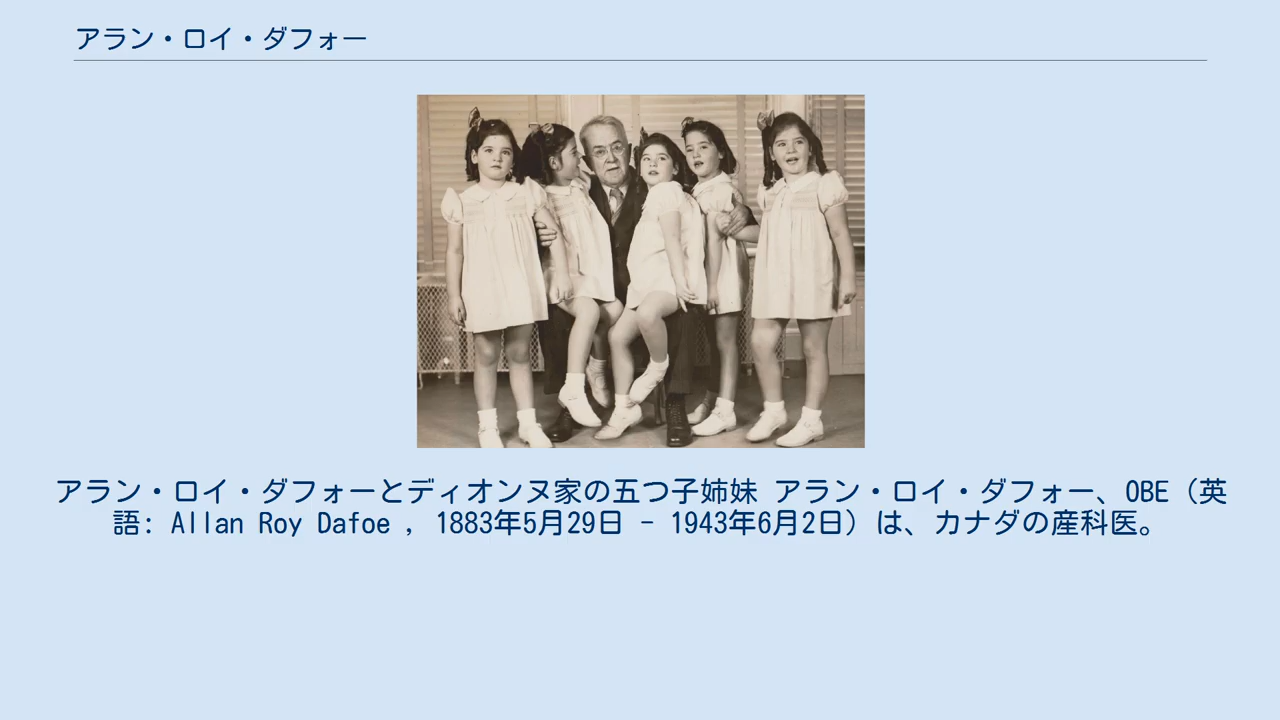 アラン・ロイ・ダフォー
アラン・ロイ・ダフォーとディオンヌ家の五つ子姉妹 アラン・ロイ・ダフォー、OBE（英
語: Allan Roy Dafoe , 1883年5月29日 - 1943年6月2日）は、カナダの産科医。